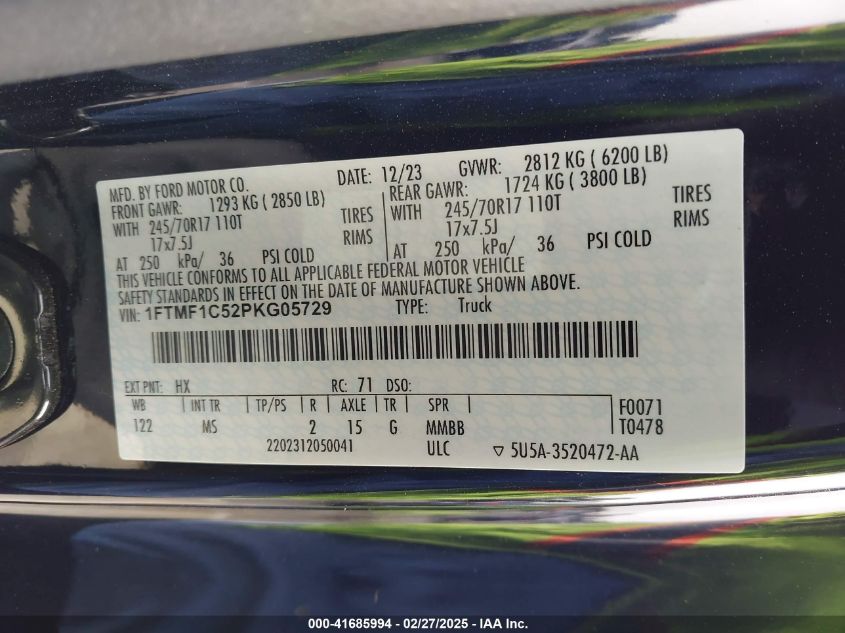 MFD. BY FORD MOTOR CO. DATE: 12/23 GVWR: 2812 KG ( 6200 LB)
FRONT GAWR: 1293 KG ( 2850 LB) REAR GAWR: 1724 KG ( 3800 LB)
WITH 245/70R17 110T TIRES WITH 245/70R17 110T TIRES
17x7.5J RIMS 17x7.5J RIMS
AT 250 kPa/ 36 PSI COLD AT 250 kPa/ 36 PSI COLD
THIS VEHICLE CONFORMS TO ALL APPLICABLE FEDERAL MOTOR VEHICLE
SAFETY STANDARDS IN EFFECT ON THE DATE OF MANUFACTURE SHOWN ABOVE.
VIN: 1FTMF1C52PKG05729 TYPE: Truck
EXT PNT: HX RC: 71 DSO:
WB INT TR TP/PS R AXLE TR SPR F0071
122 MS 2 15 G MMBB T0478
2202312050041 ULC ▽ 5U5A-3520472-AA
000-41685994 - 02/27/2025 - IAA Inc.